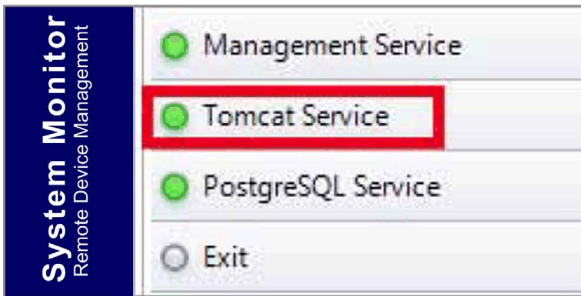 System Monitor
Remote Device Management
Management Service
Tomcat Service
PostgreSQL Service
Exit